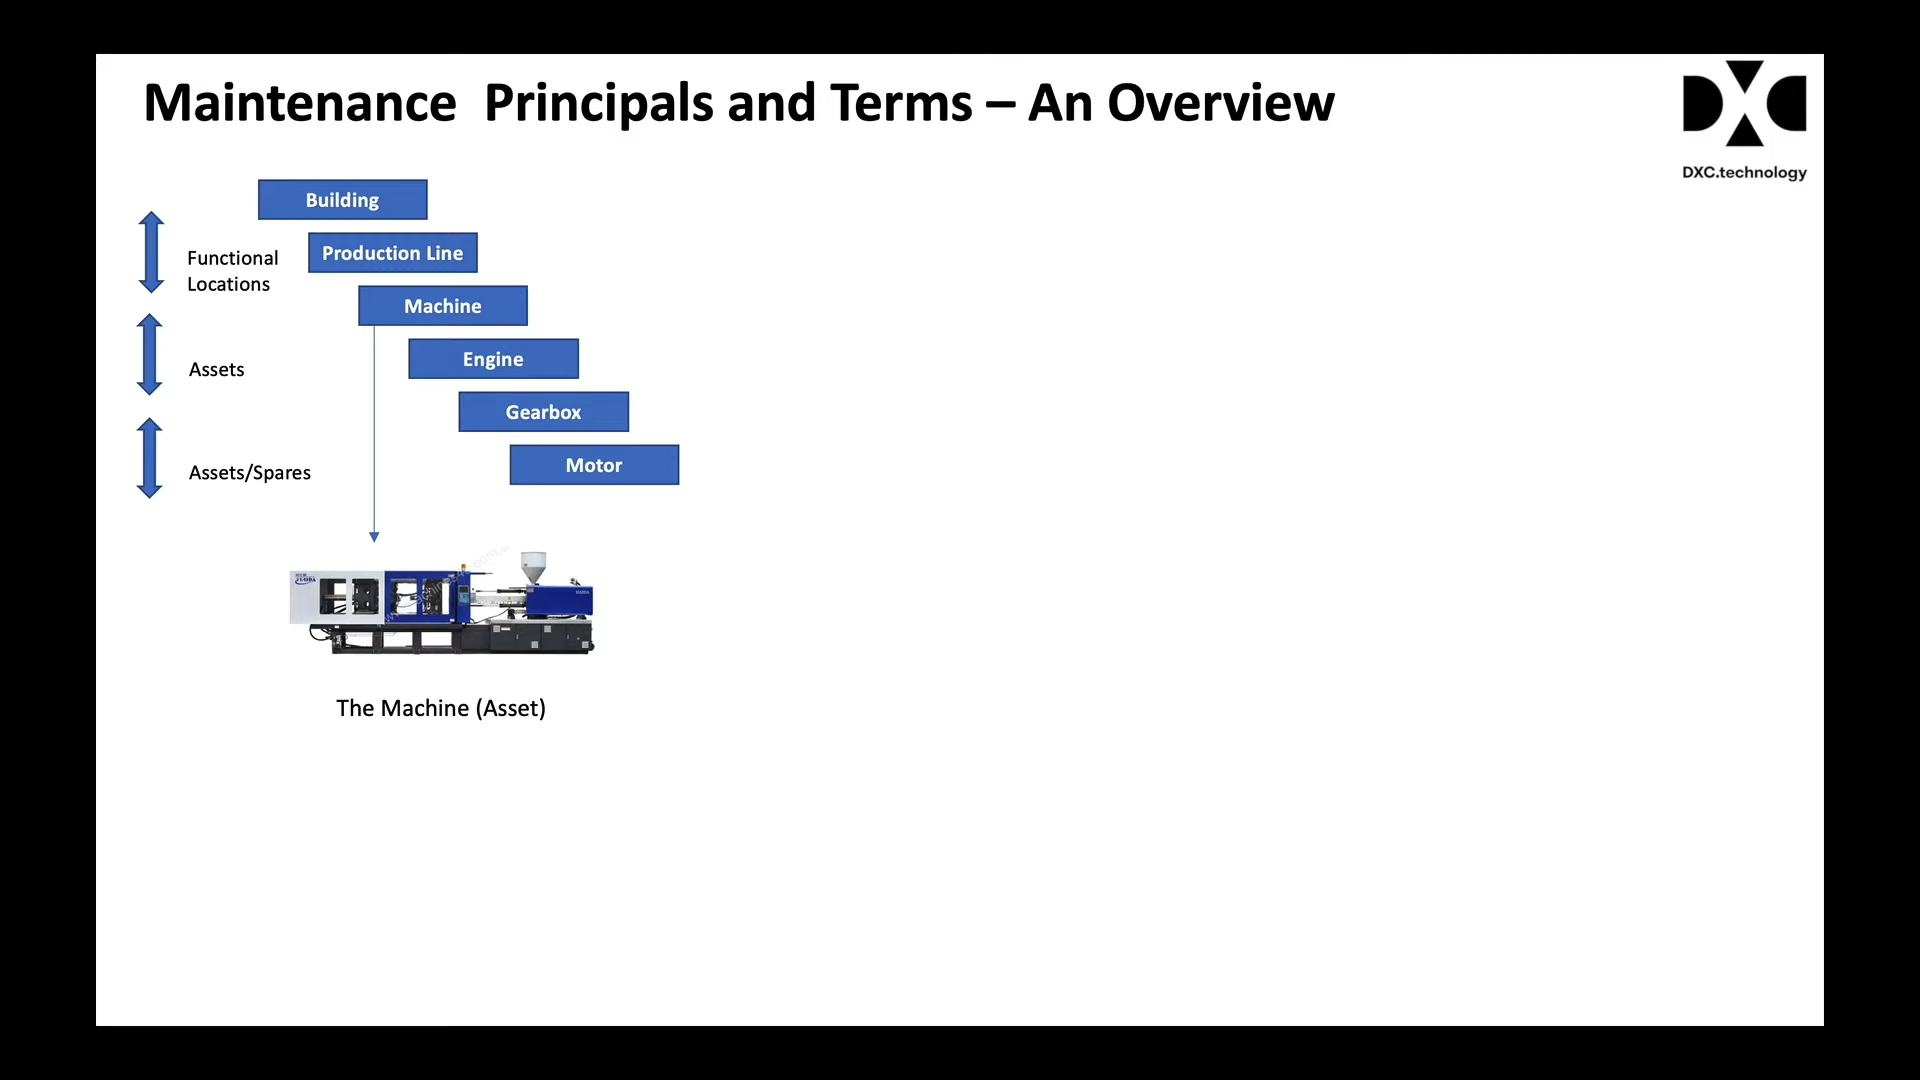 Maintenance  Principals and Terms – An Overview
DXC.technology
Building
Production Line
Functional
Locations
Machine
Engine
Assets
Gearbox
Motor
Assets/Spares
The Machine (Asset)